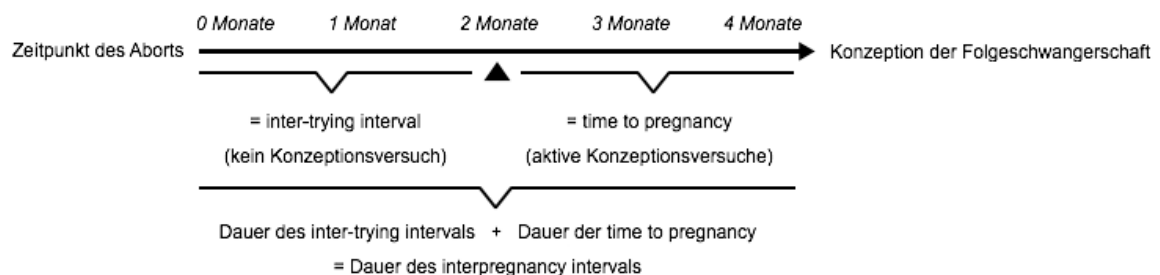 0 Monate 1 Monat 2 Monate 3 Monate 4 Monate
Zeitpunkt des Aborts Konzeption der Folgeschwangerschaft
= inter-trying interval = time to pregnancy
(kein Konzeptionsversuch) (aktive Konzeptionsversuche)
Dauer des inter-trying intervals + Dauer der time to pregnancy
= Dauer des interpregnancy intervals